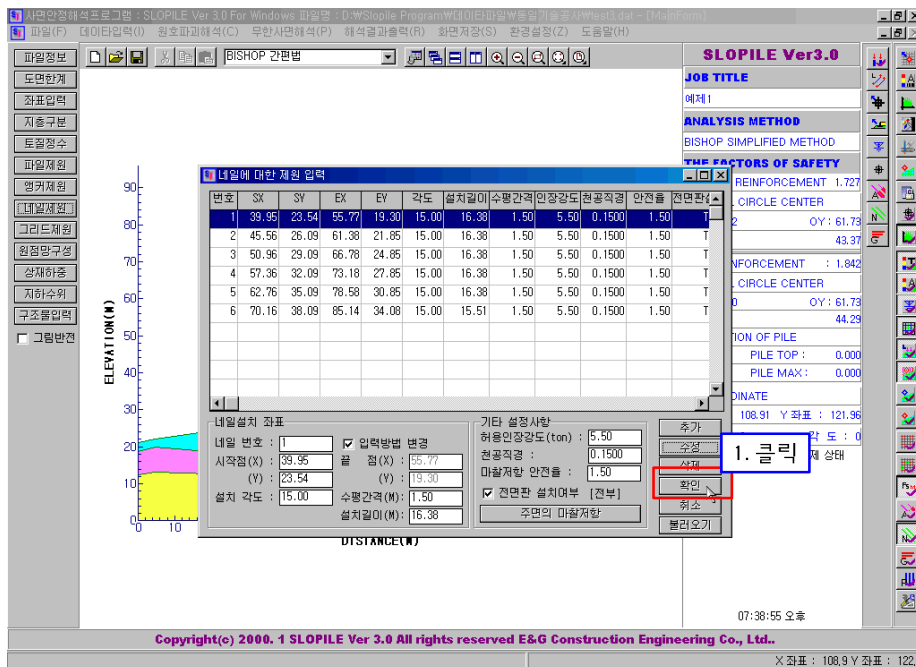 사면안정해석프로그램 : SLOPILE Ver 3.0 For Windows 파일명 : D:\Slopile Program\데이타파일\동일기술공사\test3.dat - [MainForm]
파일(F) 데이타입력(I) 원호파괴해석(C) 무한사면해석(P) 해석결과출력(R) 화면저장(S) 환경설정(Z) 도움말(H)
파일정보 BISHOP 간편법 SLOPILE Ver3.0
도면한계 JOB TITLE
좌표입력 예제1
지층구분 ANALYSIS METHOD
토질정수 BISHOP SIMPLIFIED METHOD
파일제원 THE FACTORS OF SAFETY
앵커제원 네일에 대한 제원 입력 REINFORCEMENT 1.727
네일제원 번호 SX SY EX EY 각도 설치길이 수평간격 인장강도 천공직경 안전율 전면판 CIRCLE CENTER
1 39.95 23.54 55.77 19.30 15.00 16.38 1.50 5.50 0.1500 1.50 T
그리드제원 2 45.56 26.09 61.38 21.85 15.00 16.38 1.50 5.50 0.1500 1.50 T OY : 61.73
원점망구성 3 50.96 29.09 66.78 24.85 15.00 16.38 1.50 5.50 0.1500 1.50 T 43.37
상재하중 4 57.36 32.09 73.18 27.85 15.00 16.38 1.50 5.50 0.1500 1.50 T : 1.842
지하수위 5 62.76 35.09 78.58 30.85 15.00 16.38 1.50 5.50 0.1500 1.50 T CIRCLE CENTER
구조물입력 6 70.16 38.09 85.14 34.08 15.00 15.51 1.50 5.50 0.1500 1.50 T OY : 61.73
44.29
그림반전 ION OF PILE
PILE TOP : 0.000
PILE MAX : 0.000
DINATE
108.91 Y 좌표 : 121.96
각 도 : 0
제 상태
네일설치 좌표 기타 설정사항 추가
네일 번호 : 1 입력방법 변경 허용인장강도(ton) : 5.50 수정
시작점(X) : 39.95 끝 점(X) : 55.77 천공직경 : 0.1500 삭제
(Y) : 23.54 (Y) : 19.30 마찰저항 안전율 : 1.50 확인
설치 각도 : 15.00 수평간격(M): 1.50 전면판 설치여부 [전부] 취소
설치길이(M): 16.38 주면의 마찰저항 불러오기
1. 클릭
ELEVATION(M)
90
80
70
60
50
40
30
20
10
0
0 10
DISTANCE(M)
07:38:55 오후
Copyright(c) 2000. 1 SLOPILE Ver 3.0 All rights reserved E&G Construction Engineering Co., Ltd..
X 좌표 : 108,9 Y 좌표 : 122,